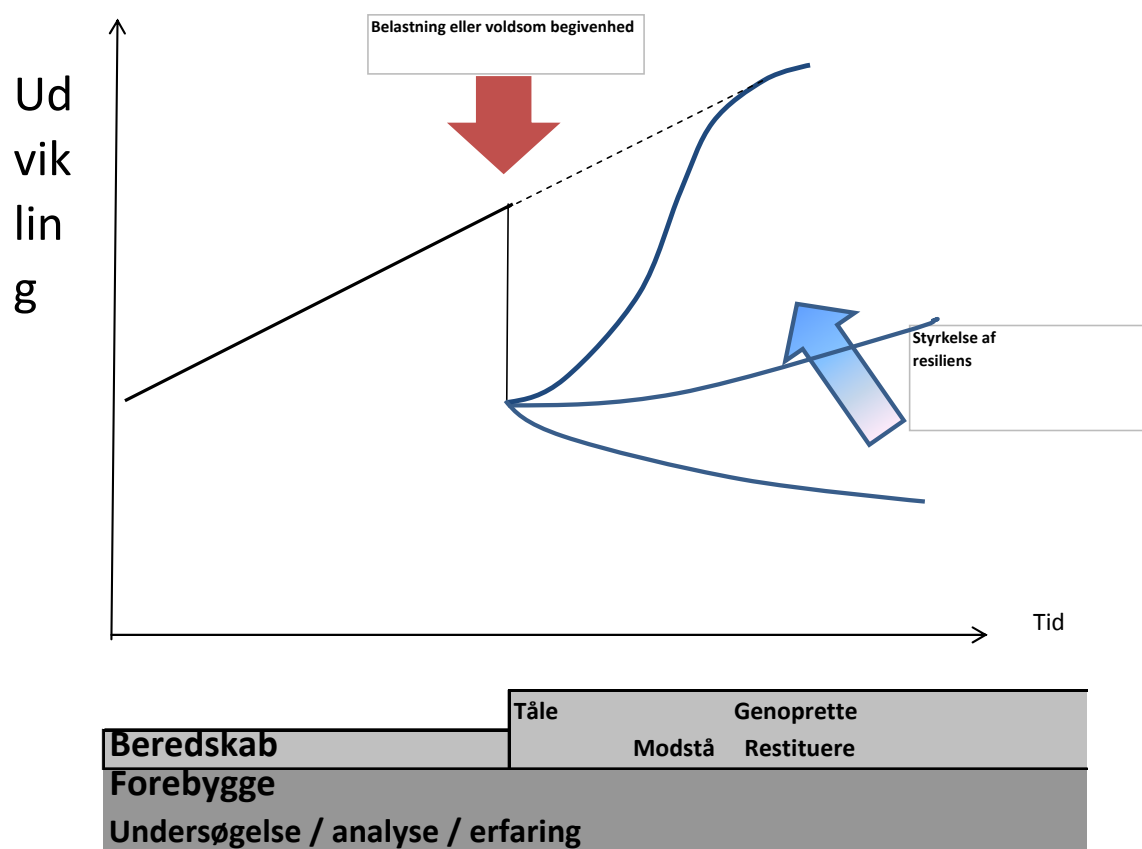 Belastning eller voldsom begivenhed
Ud
vik
lin
g
Styrkelse af
resiliens
Tid
Tåle Genoprette
Beredskab Modstå Restituere
Forebygge
Undersøgelse / analyse / erfaring